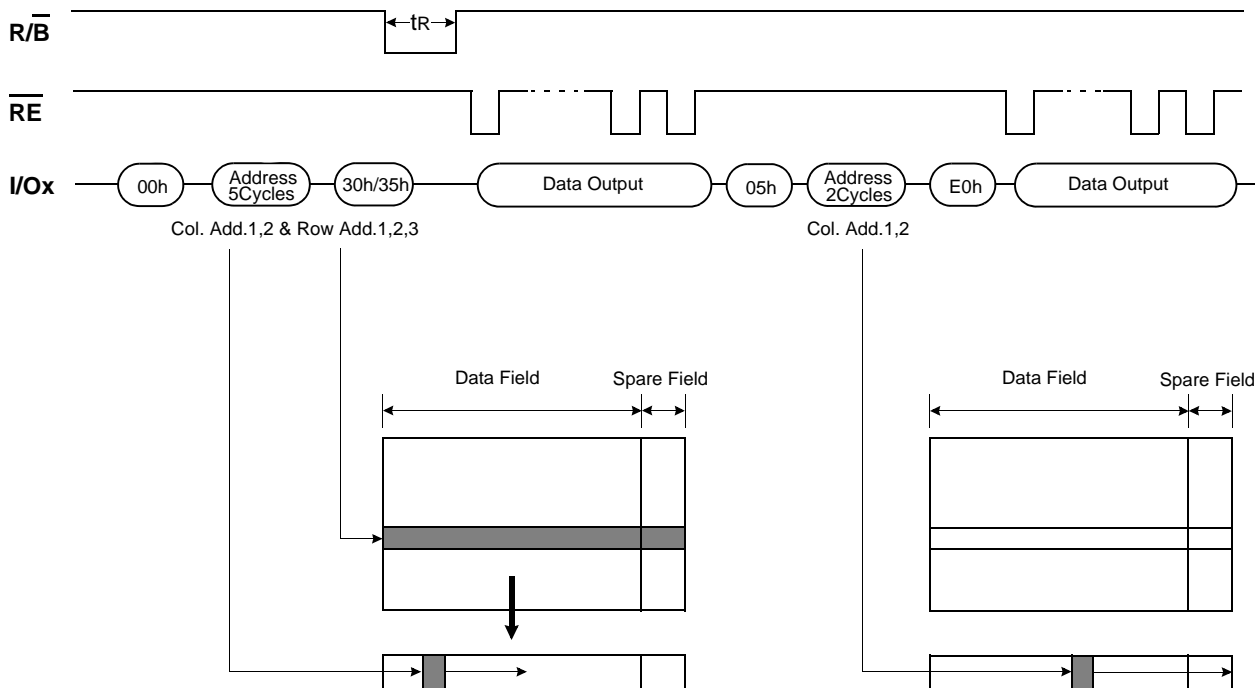 R/B
tR
RE
I/Ox
00h
Address
5Cycles
30h/35h
Data Output
05h
Address
2Cycles
E0h
Data Output
Col. Add.1,2 & Row Add.1,2,3
Col. Add.1,2
Data Field
Spare Field
Data Field
Spare Field